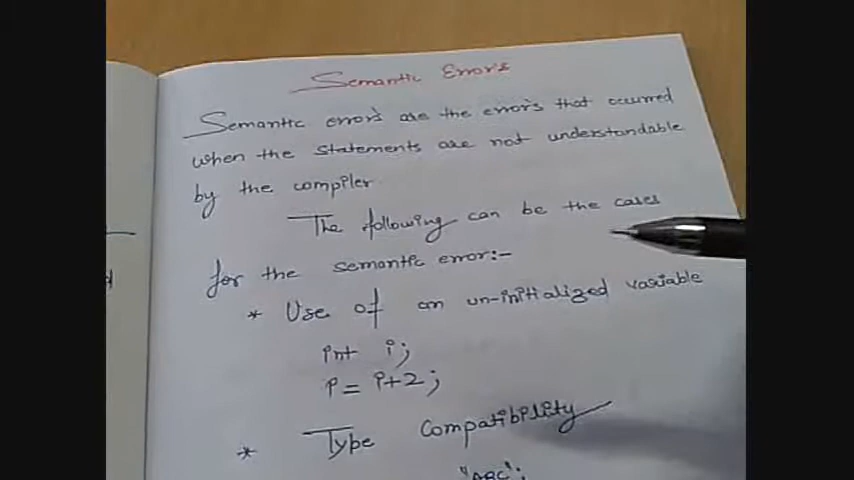 Semantic Errors
Semantic errors are the errors that occurred
when the statements are not understandable
by the compiler
The following can be the cases
for the semantic error:-
* Use of an un-initialized variable
int i;
i = i+2;
* Type Compatibility
"ABC";